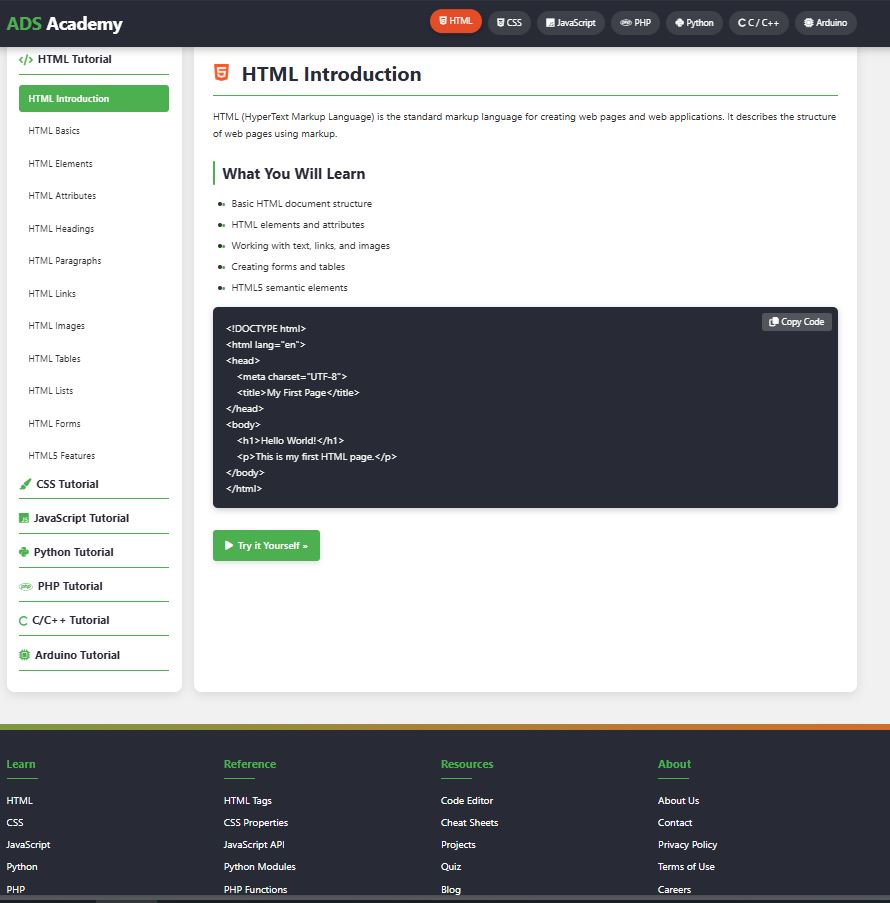 ADS Academy
HTML
CSS
JavaScript
PHP
Python
C / C++
Arduino
HTML Tutorial
HTML Introduction
HTML Basics
HTML Elements
HTML Attributes
HTML Headings
HTML Paragraphs
HTML Links
HTML Images
HTML Tables
HTML Lists
HTML Forms
HTML5 Features
CSS Tutorial
JavaScript Tutorial
Python Tutorial
PHP Tutorial
C/C++ Tutorial
Arduino Tutorial
HTML Introduction
HTML (HyperText Markup Language) is the standard markup language for creating web pages and web applications. It describes the structure
of web pages using markup.
What You Will Learn
Basic HTML document structure
HTML elements and attributes
Working with text, links, and images
Creating forms and tables
HTML5 semantic elements
Copy Code
<!DOCTYPE html>
<html lang="en">
<head>
    <meta charset="UTF-8">
    <title>My First Page</title>
</head>
<body>
    <h1>Hello World!</h1>
    <p>This is my first HTML page.</p>
</body>
</html>
Try it Yourself »
Learn
HTML
CSS
JavaScript
Python
PHP
Reference
HTML Tags
CSS Properties
JavaScript API
Python Modules
PHP Functions
Resources
Code Editor
Cheat Sheets
Projects
Quiz
Blog
About
About Us
Contact
Privacy Policy
Terms of Use
Careers